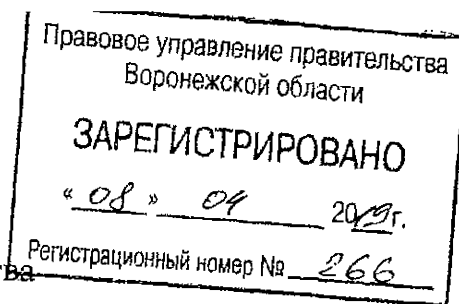 Правовое управление правительства
Воронежской области
ЗАРЕГИСТРИРОВАНО
« 08 » 04 2019г.
Регистрационный номер № 266